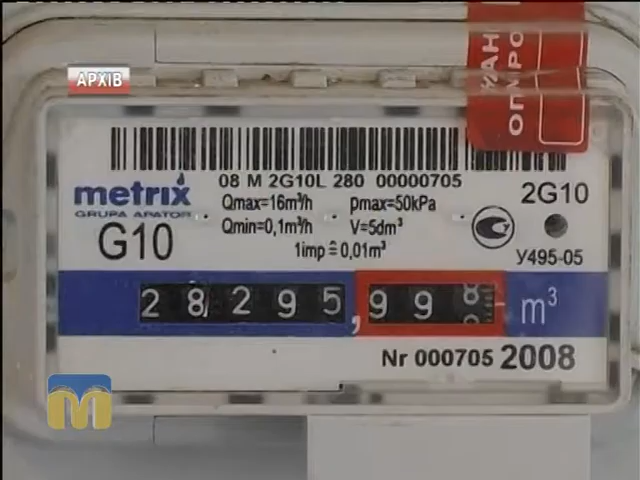 АРХІВ
08 M 2G10L 280 00000705
metrix
GRUPA APATOR
G10
Qmax=16m³/h
Qmin=0,1m³/h
pmax=50kPa
V=5dm³
1imp ≙ 0,01m³
2G10
У495-05
28295,998 m³
Nr 000705 2008